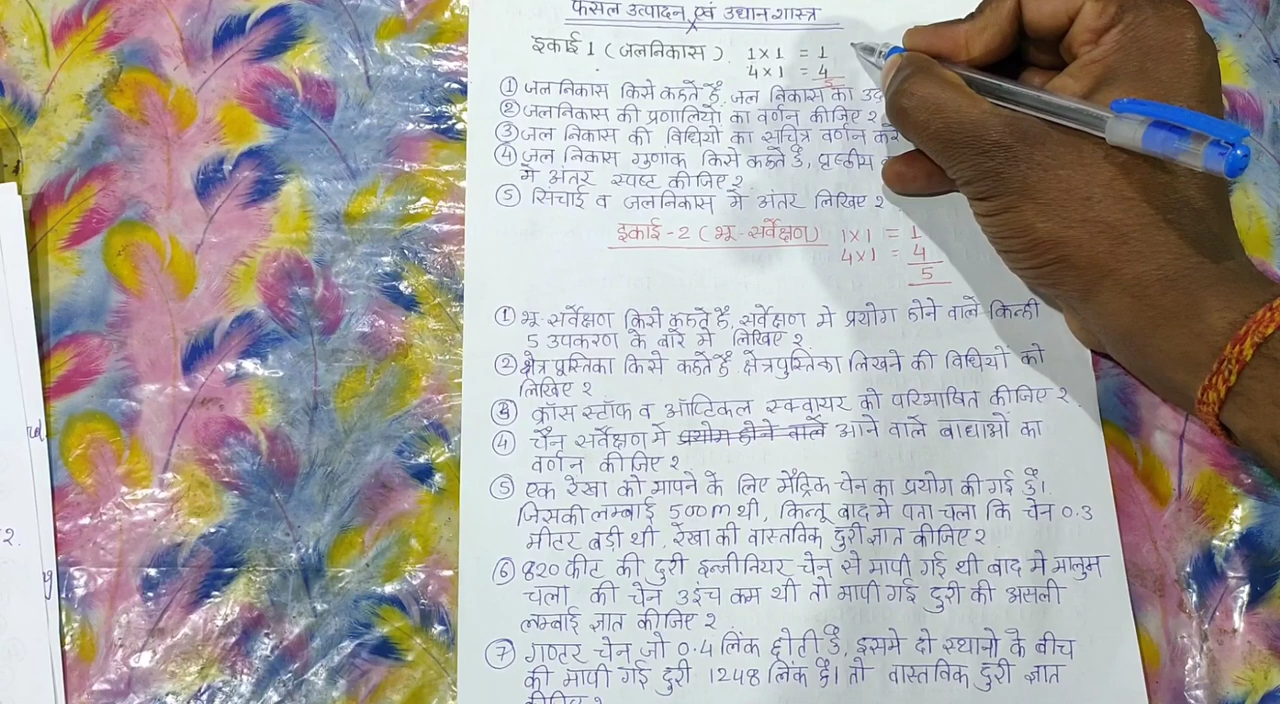 फसल उत्पादन एवं उद्यान शास्त्र
इकाई 1 (जलनिकास). 1×1 = 1
4×1 = 4
5
① जल निकास किसे कहते हैं, जल निकास का
② जलनिकास की प्रणालियों का वर्णन कीजिए ?
③ जल निकास की विधियों का सचित्र वर्णन
④ जल निकास गुणांक किसे कहते हैं, पृष्ठीय
में अंतर स्पष्ट कीजिए ?
⑤ सिंचाई व जलनिकास में अंतर लिखिए ?
इकाई - 2 (भू-सर्वेक्षण) 1×1 = 1
4×1 = 4
5
① भू-सर्वेक्षण किसे कहते हैं, सर्वेक्षण मे प्रयोग होने वाले किन्ही
5 उपकरण के बारे में लिखिए ?
② क्षेत्र पुस्तिका किसे कहते हैं. क्षेत्रपुस्तिका लिखने की विधियों को
लिखिए ?
③ क्रॉस स्टॉफ व ऑप्टिकल स्क्वायर को परिभाषित कीजिए ?
④ चैन सर्वेक्षण में प्रयोग होने वाले आने वाले बाधाओं का
वर्णन कीजिए ?
⑤ एक रेखा को मापने के लिए मैट्रिक चेन का प्रयोग की गई है।
जिसकी लम्बाई 500 m थी, किन्तू बाद मे पता चला कि चेन 0.3
मीटर बड़ी थी, रेखा की वास्तविक दुरी ज्ञात कीजिए ?
⑥ 820 फीट की दुरी इन्जीनियर चेन से मापी गई थी बाद मे मालुम
चला की चेन 3 इंच कम थी तो मापी गई दुरी की असली
लम्बाई ज्ञात कीजिए ?
⑦ गण्टर चेन जो 0.4 लिंक छोटी है, इसमे दो स्थानो के बीच
की मापी गई दुरी 1248 लिंक है। तो वास्तविक दुरी ज्ञात
2.